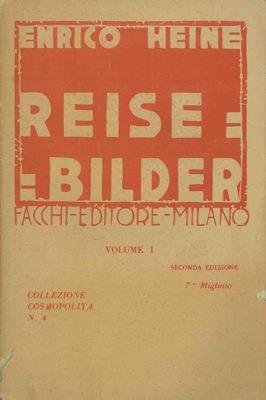 ENRICO HEINE
REISE=
=BILDER
FACCHI-EDITORE-MILANO
VOLUME I
SECONDA EDIZIONE
7° Migliaio
COLLEZIONE
COSMOPOLITA
N. 4